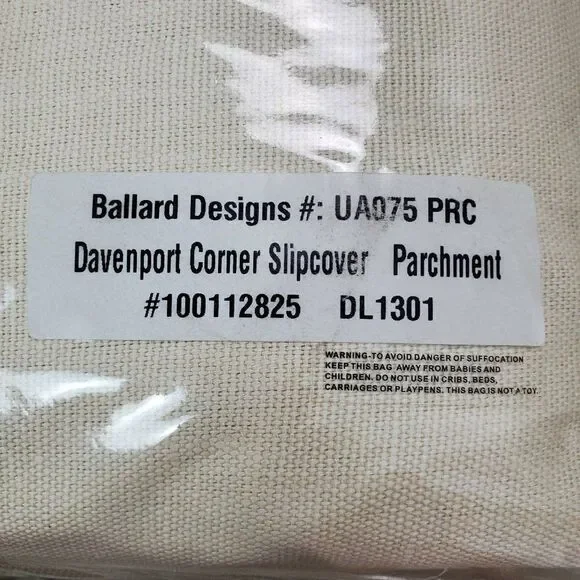 Ballard Designs #: UA075 PRC
Davenport Corner Slipcover Parchment
#100112825 DL1301
WARNING-TO AVOID DANGER OF SUFFOCATION
KEEP THIS BAG AWAY FROM BABIES AND
CHILDREN. DO NOT USE IN CRIBS, BEDS,
CARRIAGES OR PLAYPENS. THIS BAG IS NOT A TOY.